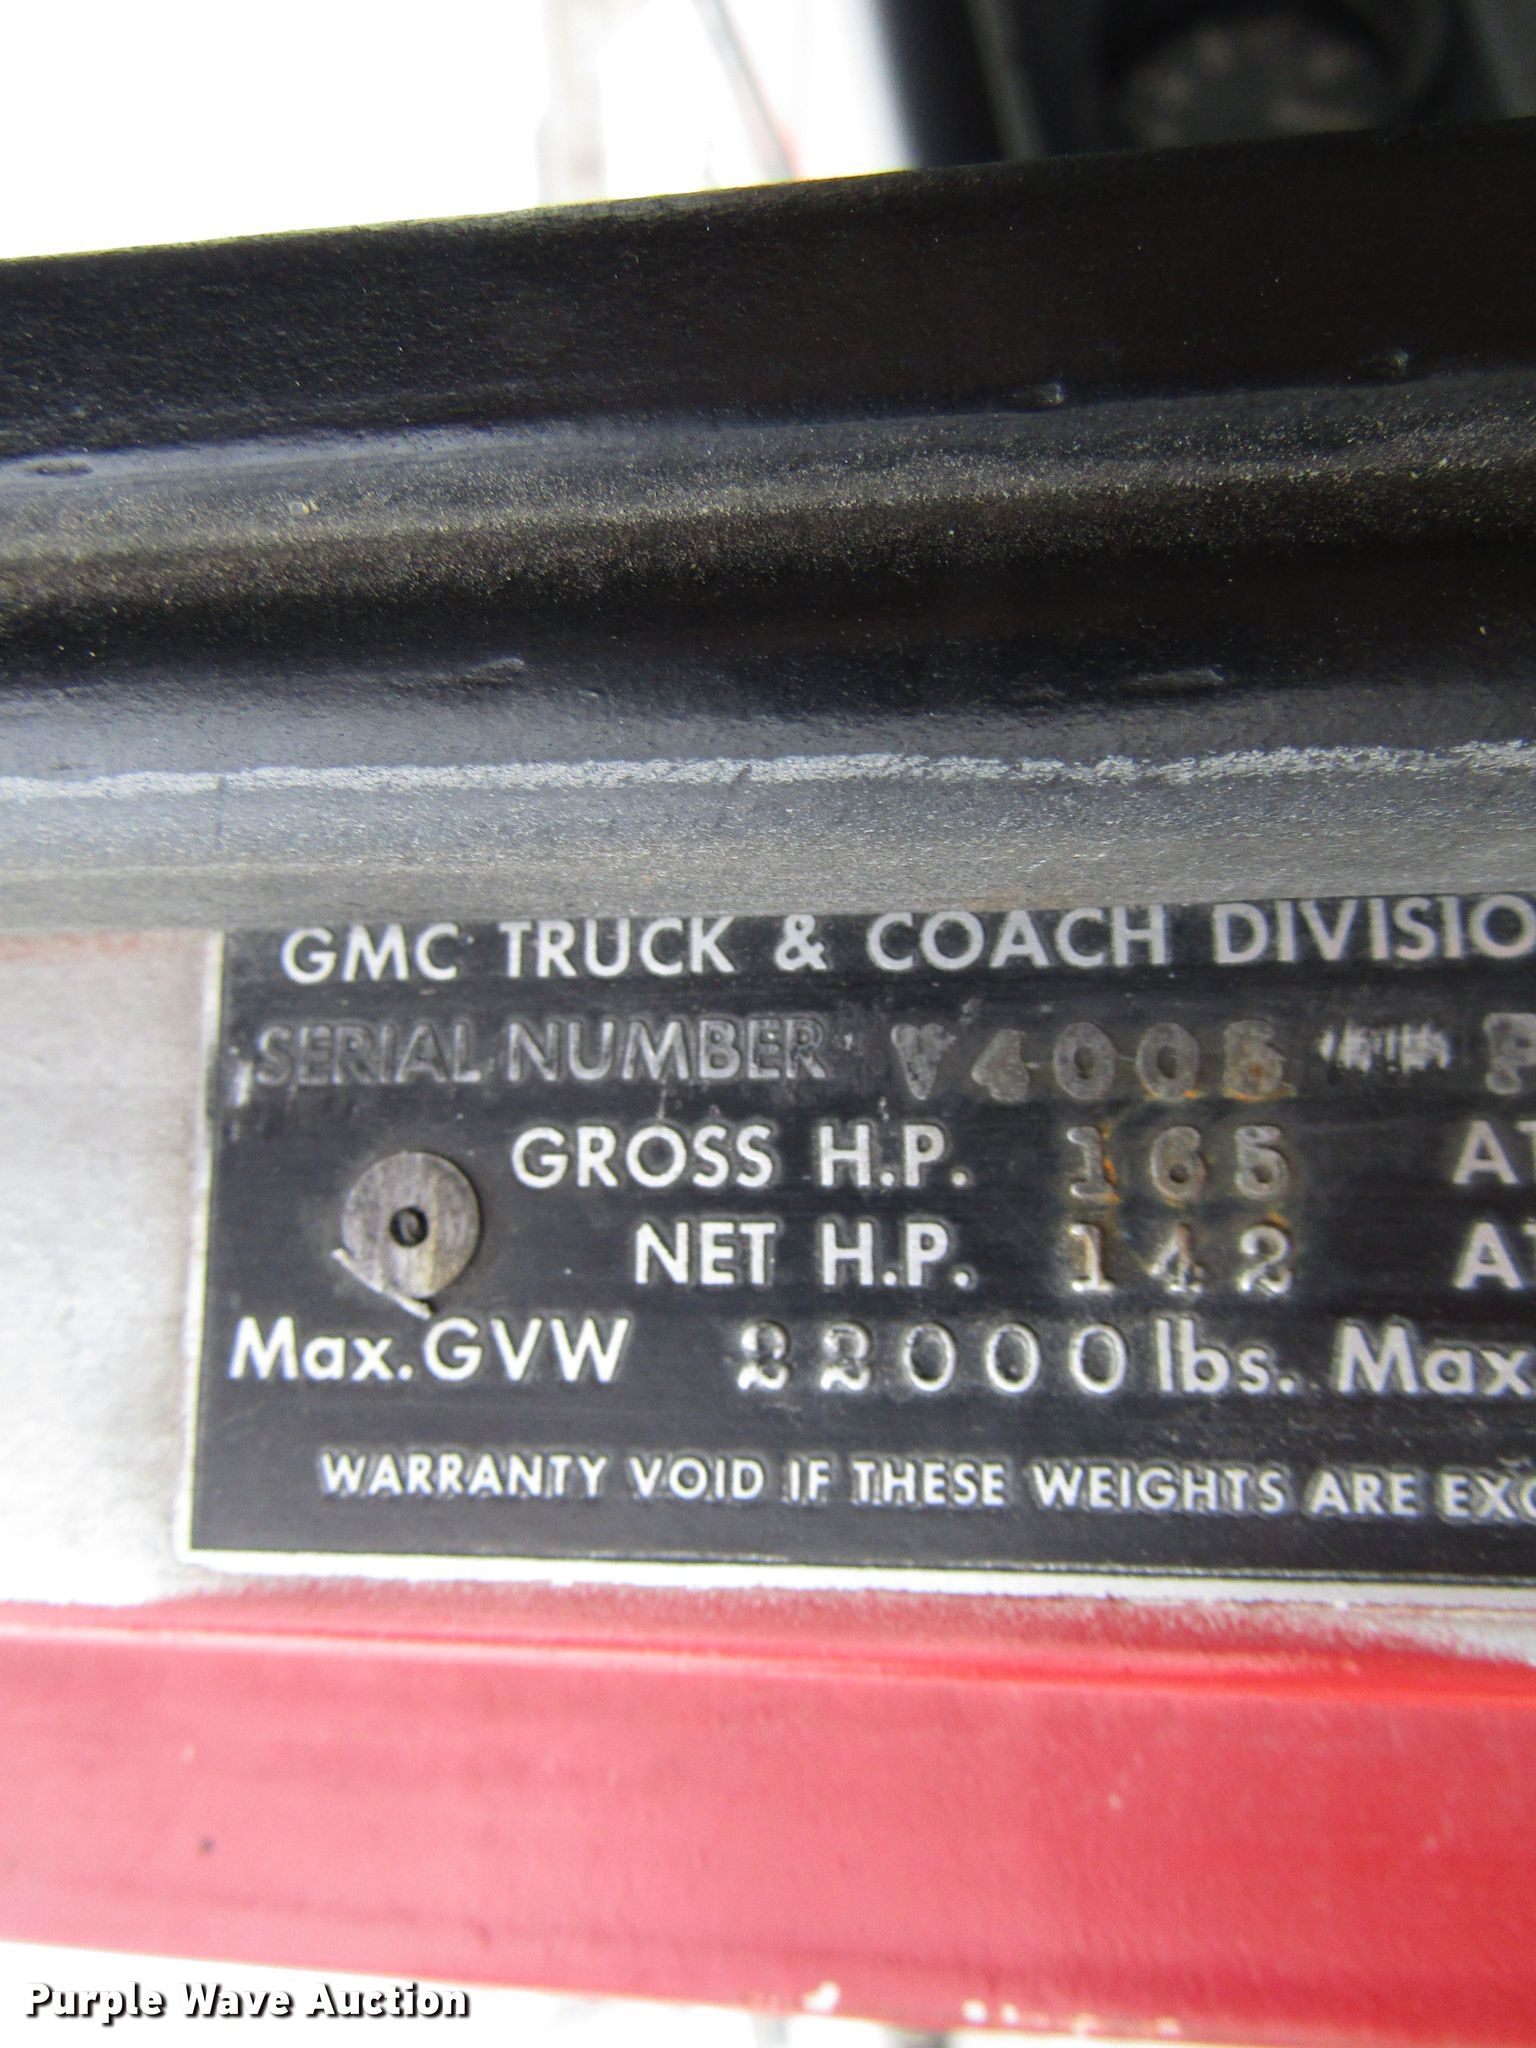 GMC TRUCK & COACH DIVISIO
SERIAL NUMBER V4005
GROSS H.P. 165 AT
NET H.P. 142 AT
Max. GVW 22000 lbs. Max
WARRANTY VOID IF THESE WEIGHTS ARE EXC
Purple Wave Auction